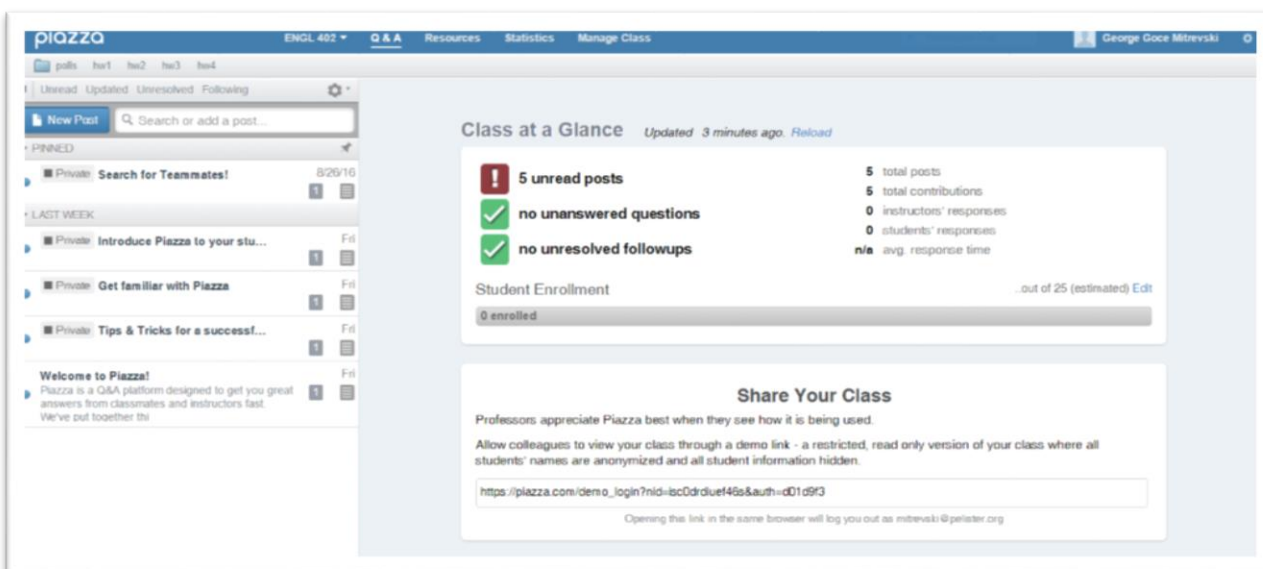 piazza ENGL 402 Q & A Resources Statistics Manage Class George Goce Mitrevski
polls hw1 hw2 hw3 hw4
Unread Updated Unresolved Following
New Post Search or add a post...
PINNED
Private Search for Teammates! 8/26/16
1
LAST WEEK
Private Introduce Piazza to your stu... Fri
1
Private Get familiar with Piazza Fri
1
Private Tips & Tricks for a successf... Fri
1
Welcome to Piazza! Fri
Piazza is a Q&A platform designed to get you great 1
answers from classmates and instructors fast.
We've put together thi
Class at a Glance Updated 3 minutes ago. Reload
5 unread posts
no unanswered questions
no unresolved followups
5 total posts
5 total contributions
0 instructors' responses
0 students' responses
n/a avg. response time
Student Enrollment ..out of 25 (estimated) Edit
0 enrolled
Share Your Class
Professors appreciate Piazza best when they see how it is being used.
Allow colleagues to view your class through a demo link - a restricted, read only version of your class where all
students' names are anonymized and all student information hidden.
https://piazza.com/demo_login?nid=isc0drdiuef46s&auth=d01d9f3
Opening this link in the same browser will log you out as mitrevski@pelister.org